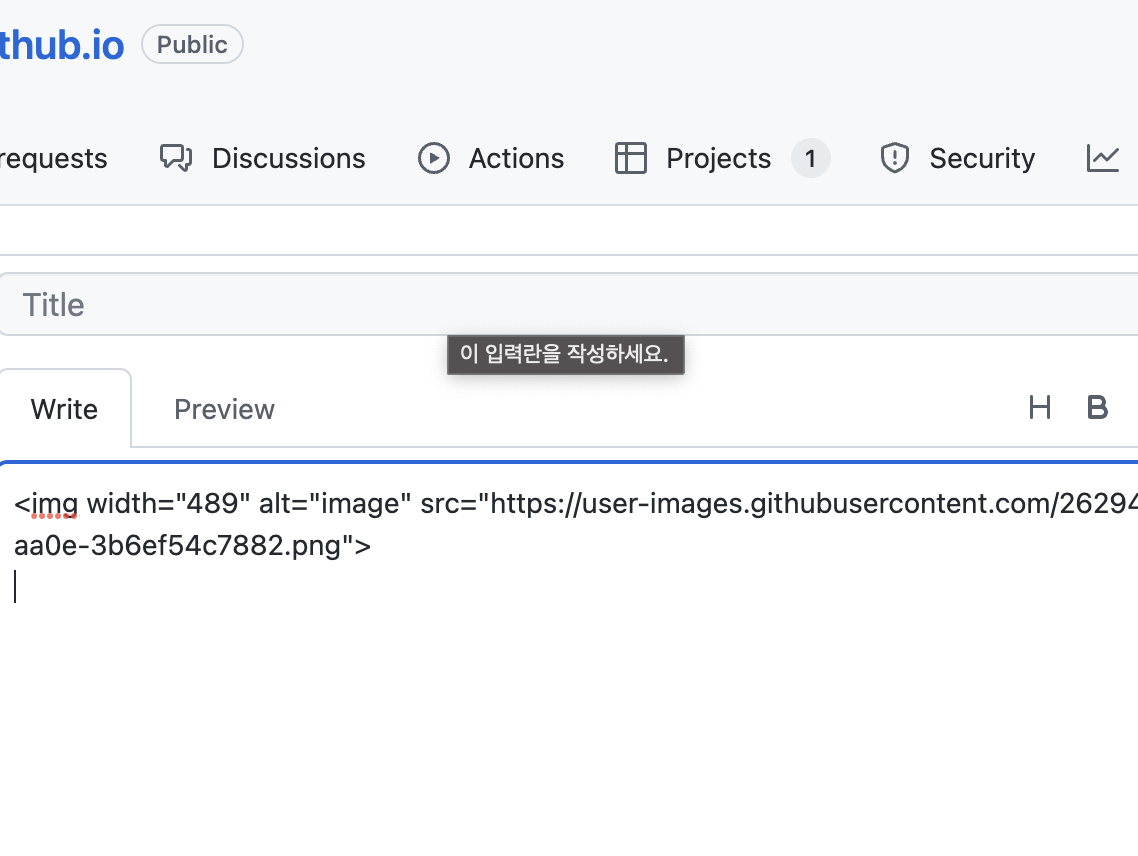 thub.io Public
requests Discussions Actions Projects 1 Security
Title
이 입력란을 작성하세요.
Write Preview H B
<img width="489" alt="image" src="https://user-images.githubusercontent.com/26294
aa0e-3b6ef54c7882.png">